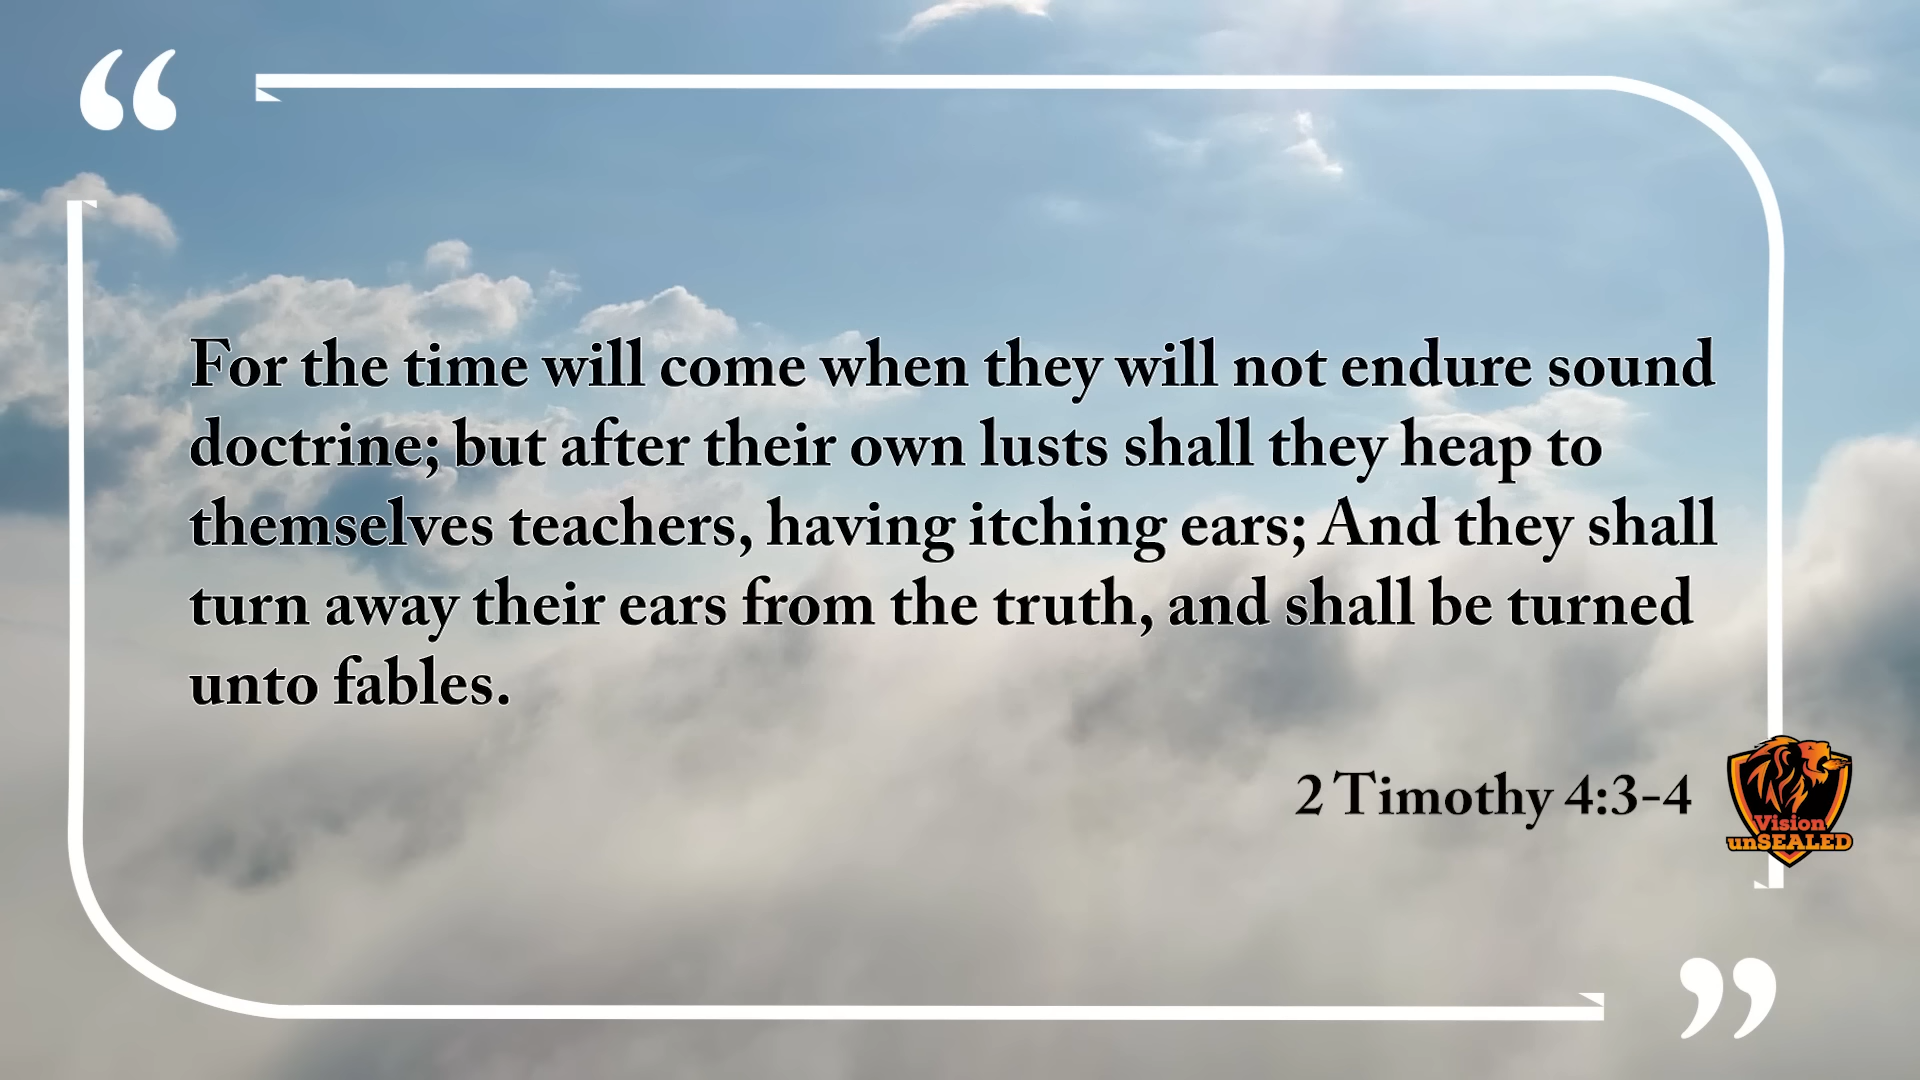 “
For the time will come when they will not endure sound
doctrine; but after their own lusts shall they heap to
themselves teachers, having itching ears; And they shall
turn away their ears from the truth, and shall be turned
unto fables.
2 Timothy 4:3-4
Vision
unSEALED
”